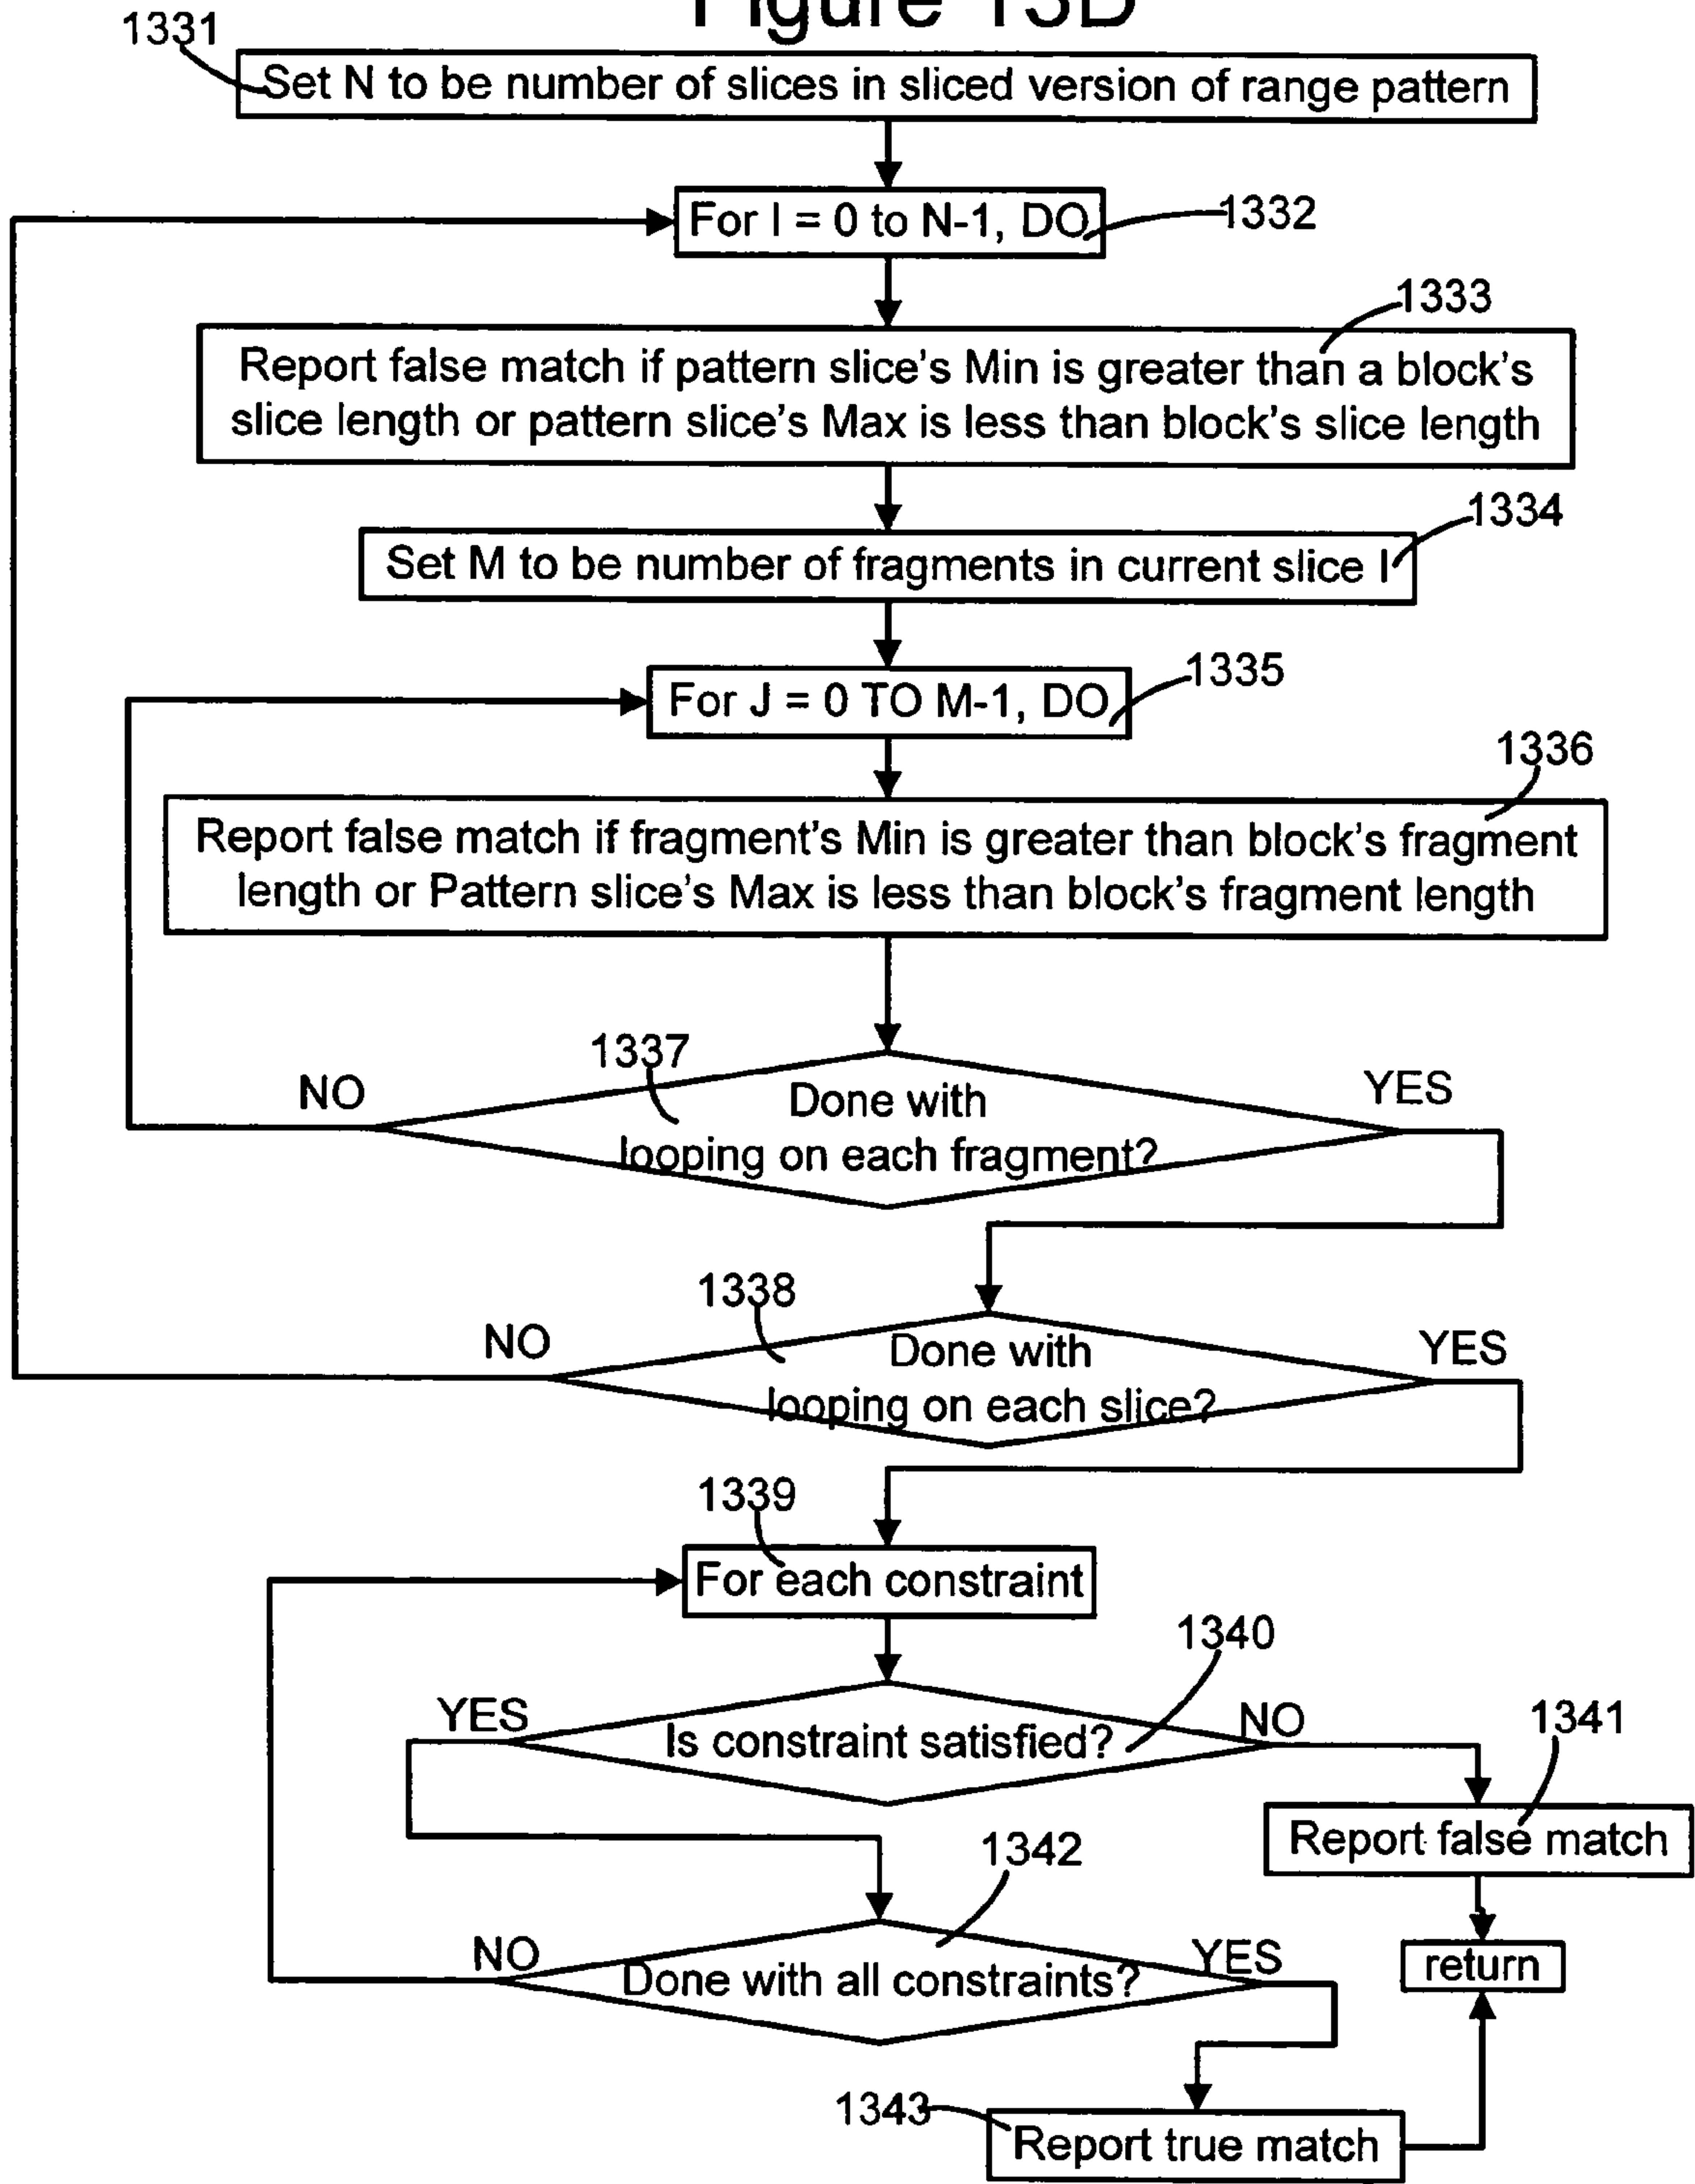 Figure 13D
1331
Set N to be number of slices in sliced version of range pattern
For I = 0 to N-1, DO
1332
1333
Report false match if pattern slice's Min is greater than a block's
slice length or pattern slice's Max is less than block's slice length
1334
Set M to be number of fragments in current slice I
1335
For J = 0 TO M-1, DO
1336
Report false match if fragment's Min is greater than block's fragment
length or Pattern slice's Max is less than block's fragment length
1337
NO
YES
Done with
looping on each fragment?
1338
NO
YES
Done with
looping on each slice?
1339
For each constraint
1340
YES
NO
Is constraint satisfied?
1341
Report false match
1342
NO
YES
Done with all constraints?
return
1343
Report true match